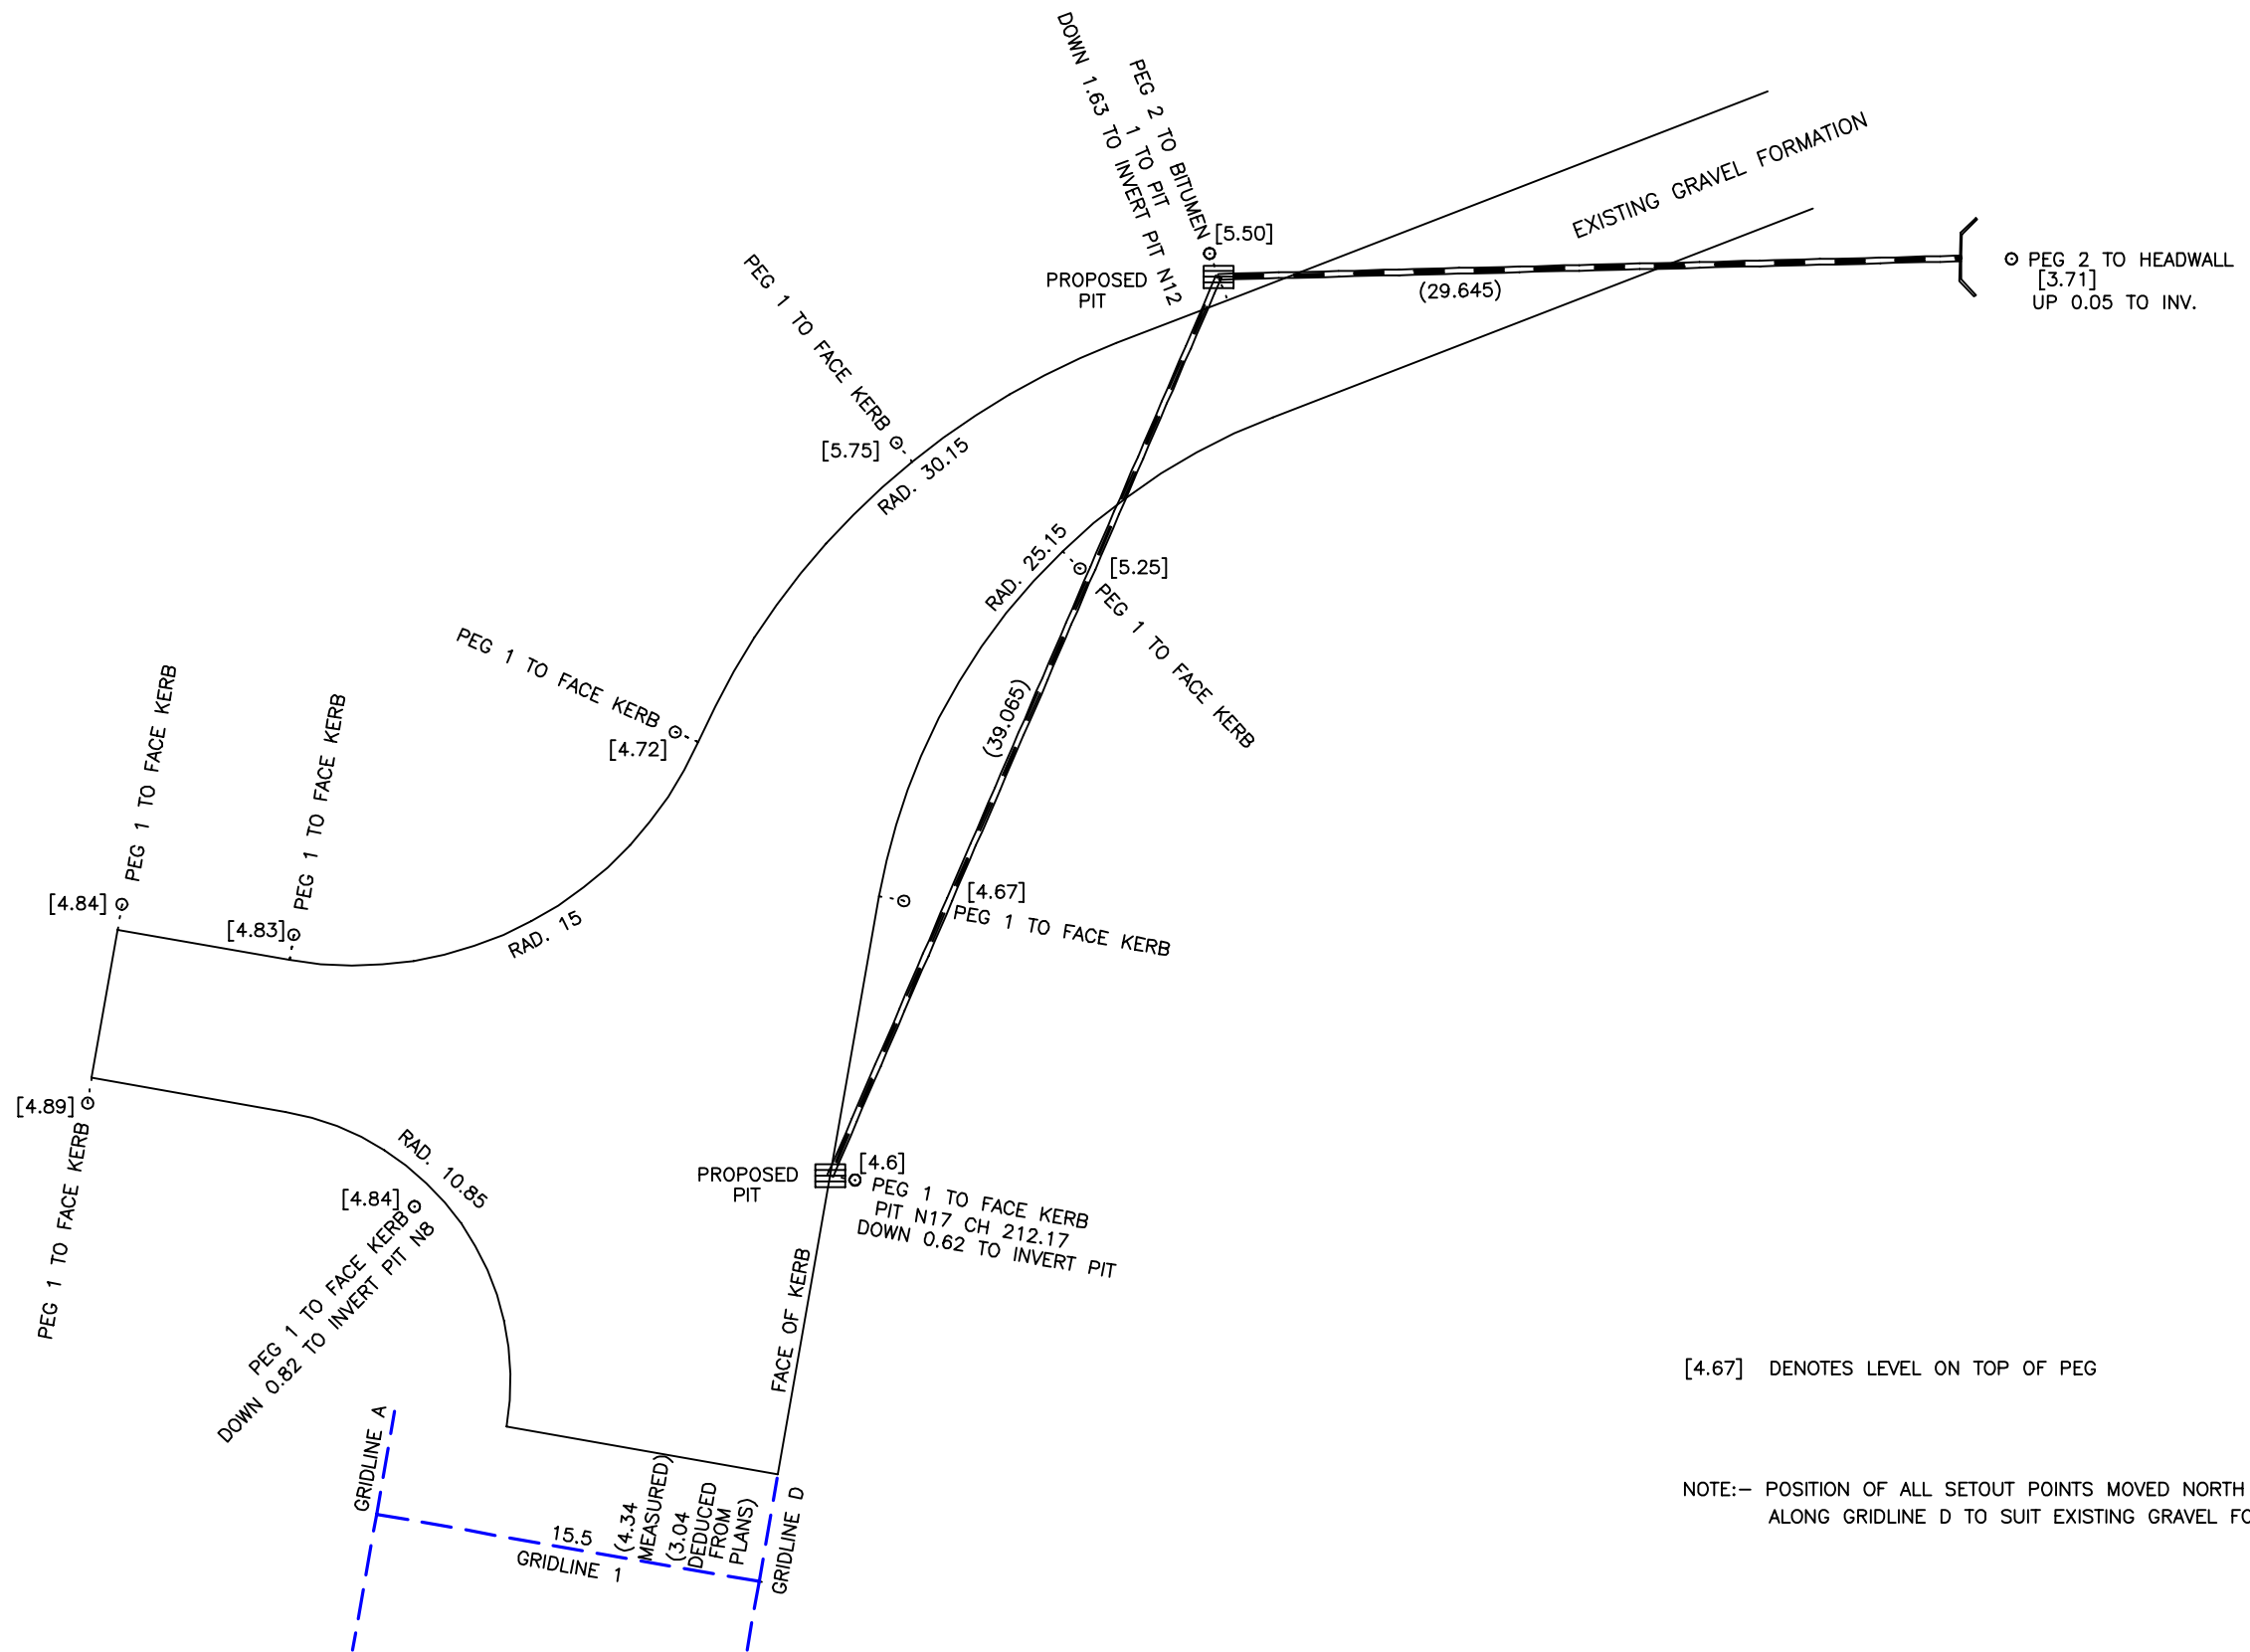 DOWN 1.63 TO INVERT PIT N12
PEG 2 TO BITUMEN
1 TO PIT
[5.50]
EXISTING GRAVEL FORMATION
PROPOSED
PIT
(29.645)
PEG 2 TO HEADWALL
[3.71]
UP 0.05 TO INV.
PEG 1 TO FACE KERB
[5.75]
RAD. 30.15
RAD. 25.15
[5.25]
PEG 1 TO FACE KERB
PEG 1 TO FACE KERB
[4.72]
(39.065)
PEG 1 TO FACE KERB
[4.84]
PEG 1 TO FACE KERB
[4.83]
RAD. 15
[4.67]
PEG 1 TO FACE KERB
[4.89]
PEG 1 TO FACE KERB
RAD. 10.85
[4.84]
PEG 1 TO FACE KERB
DOWN 0.82 TO INVERT PIT N8
PROPOSED
PIT
[4.6]
PEG 1 TO FACE KERB
PIT N17 CH 212.17
DOWN 0.62 TO INVERT PIT
FACE OF KERB
GRIDLINE A
15.5
GRIDLINE 1
(4.34
MEASURED)
(3.04
DEDUCED
FROM
PLANS)
GRIDLINE D
[4.67] DENOTES LEVEL ON TOP OF PEG
NOTE:- POSITION OF ALL SETOUT POINTS MOVED NORTH
ALONG GRIDLINE D TO SUIT EXISTING GRAVEL